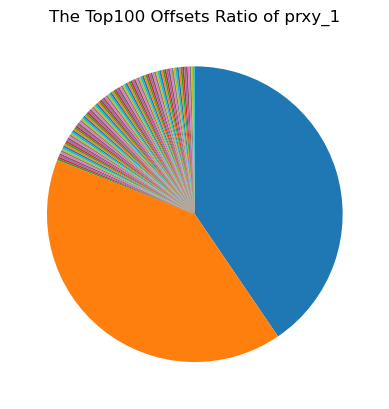 The Top100 Offsets Ratio of prxy_1